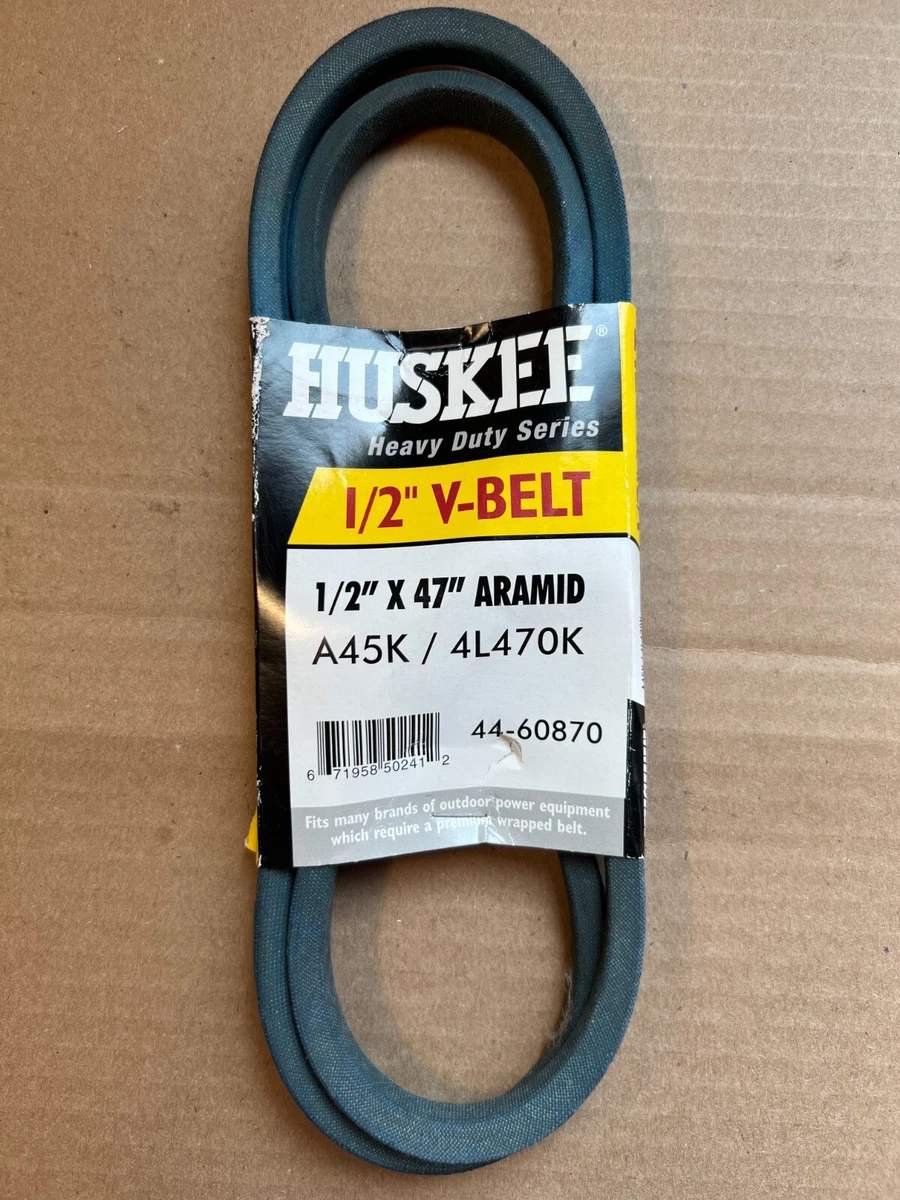 HUSKEE®
Heavy Duty Series
1/2" V-BELT
1/2" X 47" ARAMID
A45K / 4L470K
44-60870
6 71958 50241 2
Fits many brands of outdoor power equipment
which require a premium wrapped belt.